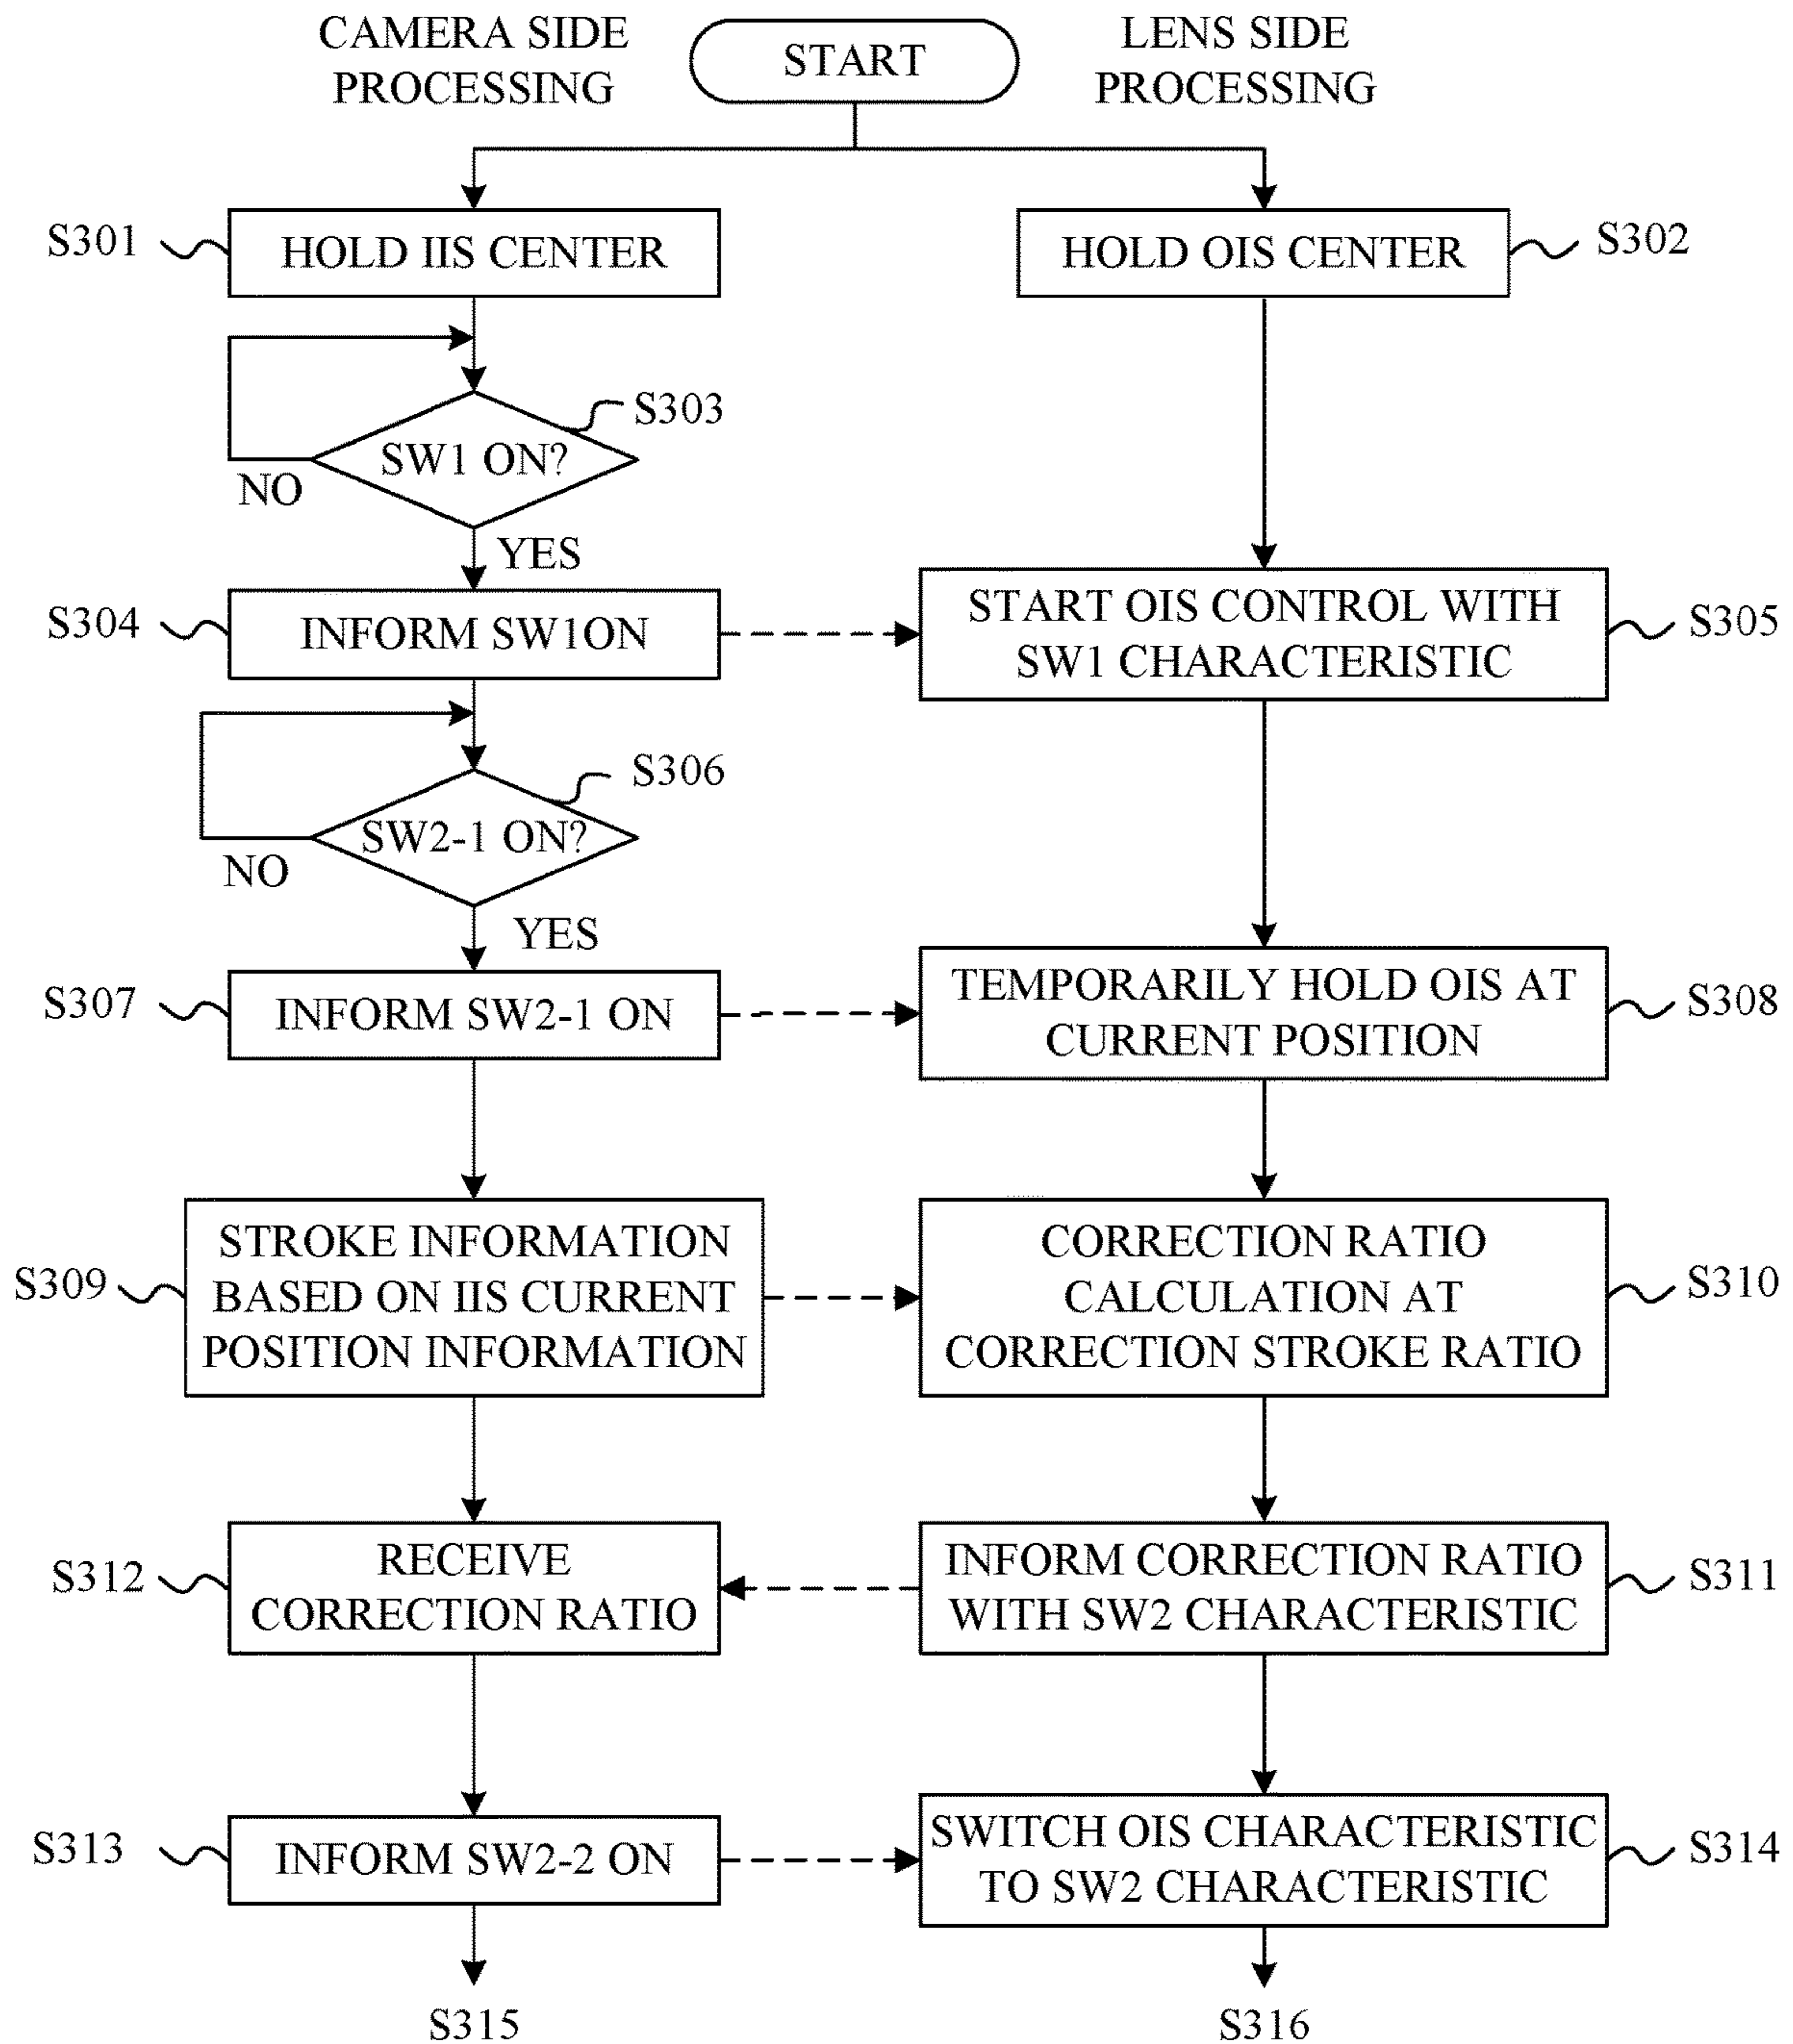 CAMERA SIDE
PROCESSING
START
LENS SIDE
PROCESSING
S301
HOLD IIS CENTER
HOLD OIS CENTER
S302
S303
SW1 ON?
NO
YES
S304
INFORM SW1ON
START OIS CONTROL WITH
SW1 CHARACTERISTIC
S305
S306
SW2-1 ON?
NO
YES
S307
INFORM SW2-1 ON
TEMPORARILY HOLD OIS AT
CURRENT POSITION
S308
S309
STROKE INFORMATION
BASED ON IIS CURRENT
POSITION INFORMATION
CORRECTION RATIO
CALCULATION AT
CORRECTION STROKE RATIO
S310
S312
RECEIVE
CORRECTION RATIO
INFORM CORRECTION RATIO
WITH SW2 CHARACTERISTIC
S311
S313
INFORM SW2-2 ON
SWITCH OIS CHARACTERISTIC
TO SW2 CHARACTERISTIC
S314
S315
S316